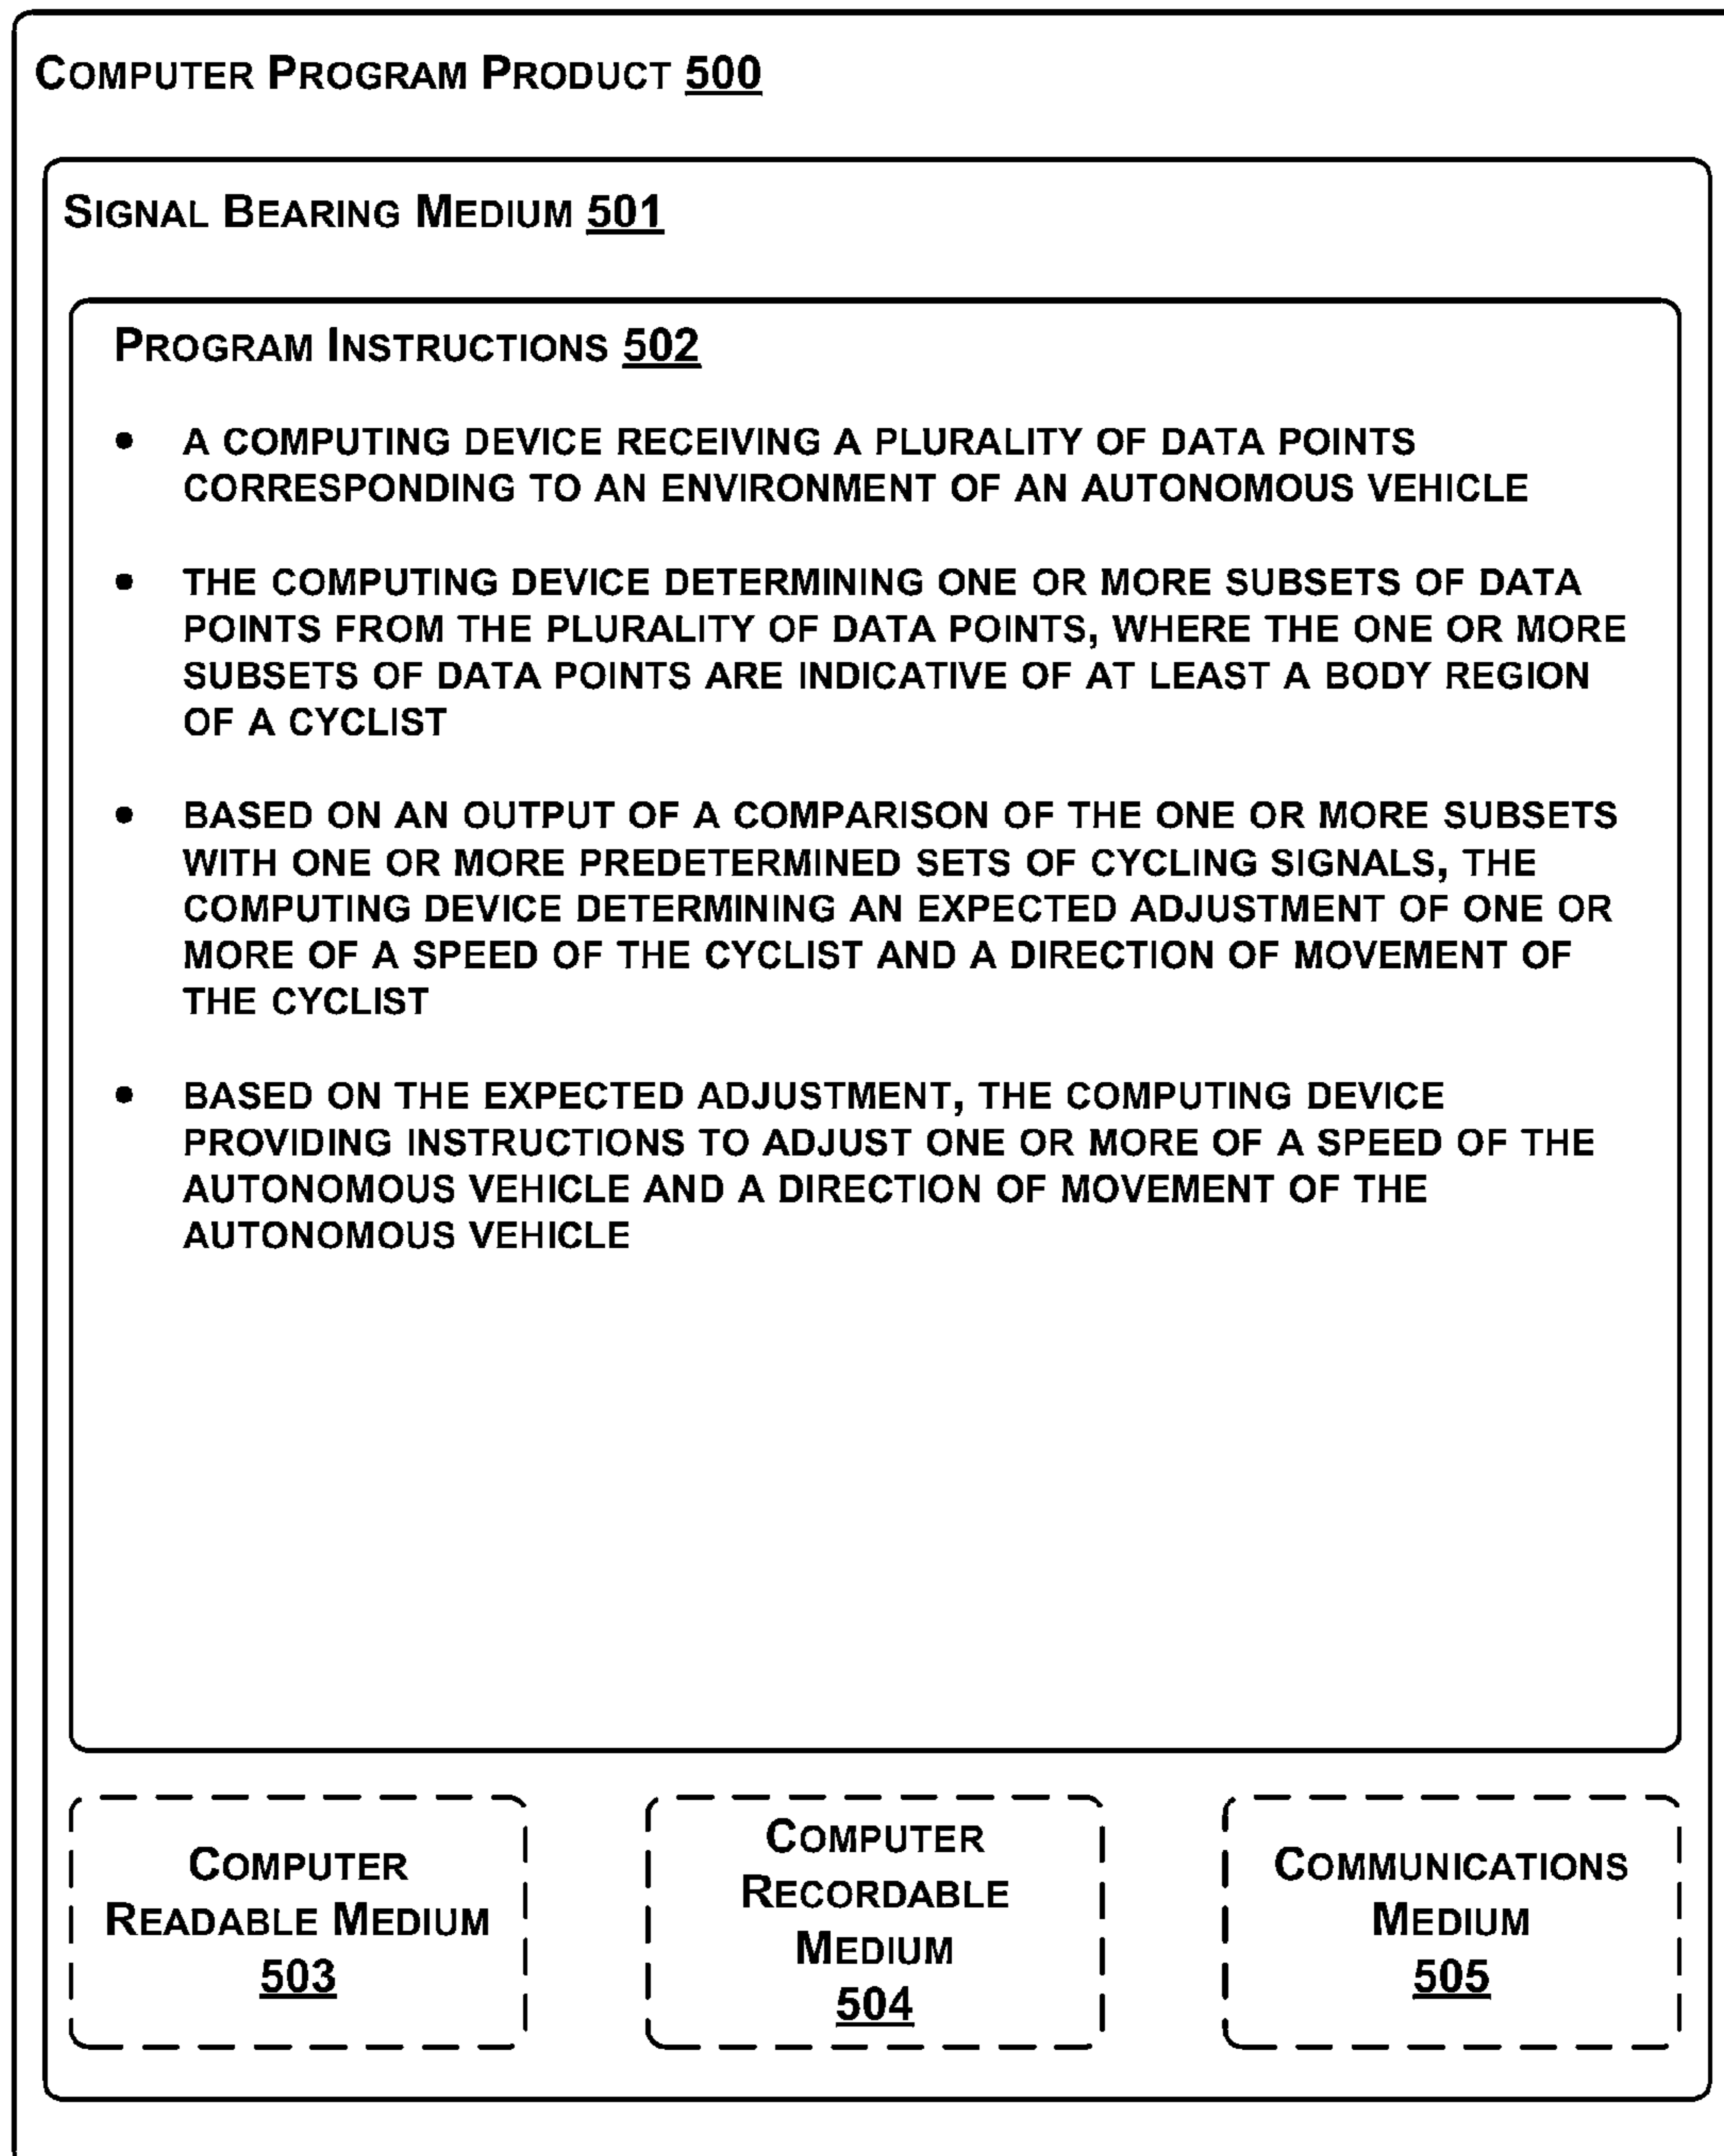 COMPUTER PROGRAM PRODUCT 500
SIGNAL BEARING MEDIUM 501
PROGRAM INSTRUCTIONS 502
• A COMPUTING DEVICE RECEIVING A PLURALITY OF DATA POINTS
CORRESPONDING TO AN ENVIRONMENT OF AN AUTONOMOUS VEHICLE
• THE COMPUTING DEVICE DETERMINING ONE OR MORE SUBSETS OF DATA
POINTS FROM THE PLURALITY OF DATA POINTS, WHERE THE ONE OR MORE
SUBSETS OF DATA POINTS ARE INDICATIVE OF AT LEAST A BODY REGION
OF A CYCLIST
• BASED ON AN OUTPUT OF A COMPARISON OF THE ONE OR MORE SUBSETS
WITH ONE OR MORE PREDETERMINED SETS OF CYCLING SIGNALS, THE
COMPUTING DEVICE DETERMINING AN EXPECTED ADJUSTMENT OF ONE OR
MORE OF A SPEED OF THE CYCLIST AND A DIRECTION OF MOVEMENT OF
THE CYCLIST
• BASED ON THE EXPECTED ADJUSTMENT, THE COMPUTING DEVICE
PROVIDING INSTRUCTIONS TO ADJUST ONE OR MORE OF A SPEED OF THE
AUTONOMOUS VEHICLE AND A DIRECTION OF MOVEMENT OF THE
AUTONOMOUS VEHICLE
COMPUTER
READABLE MEDIUM
503
COMPUTER
RECORDABLE
MEDIUM
504
COMMUNICATIONS
MEDIUM
505